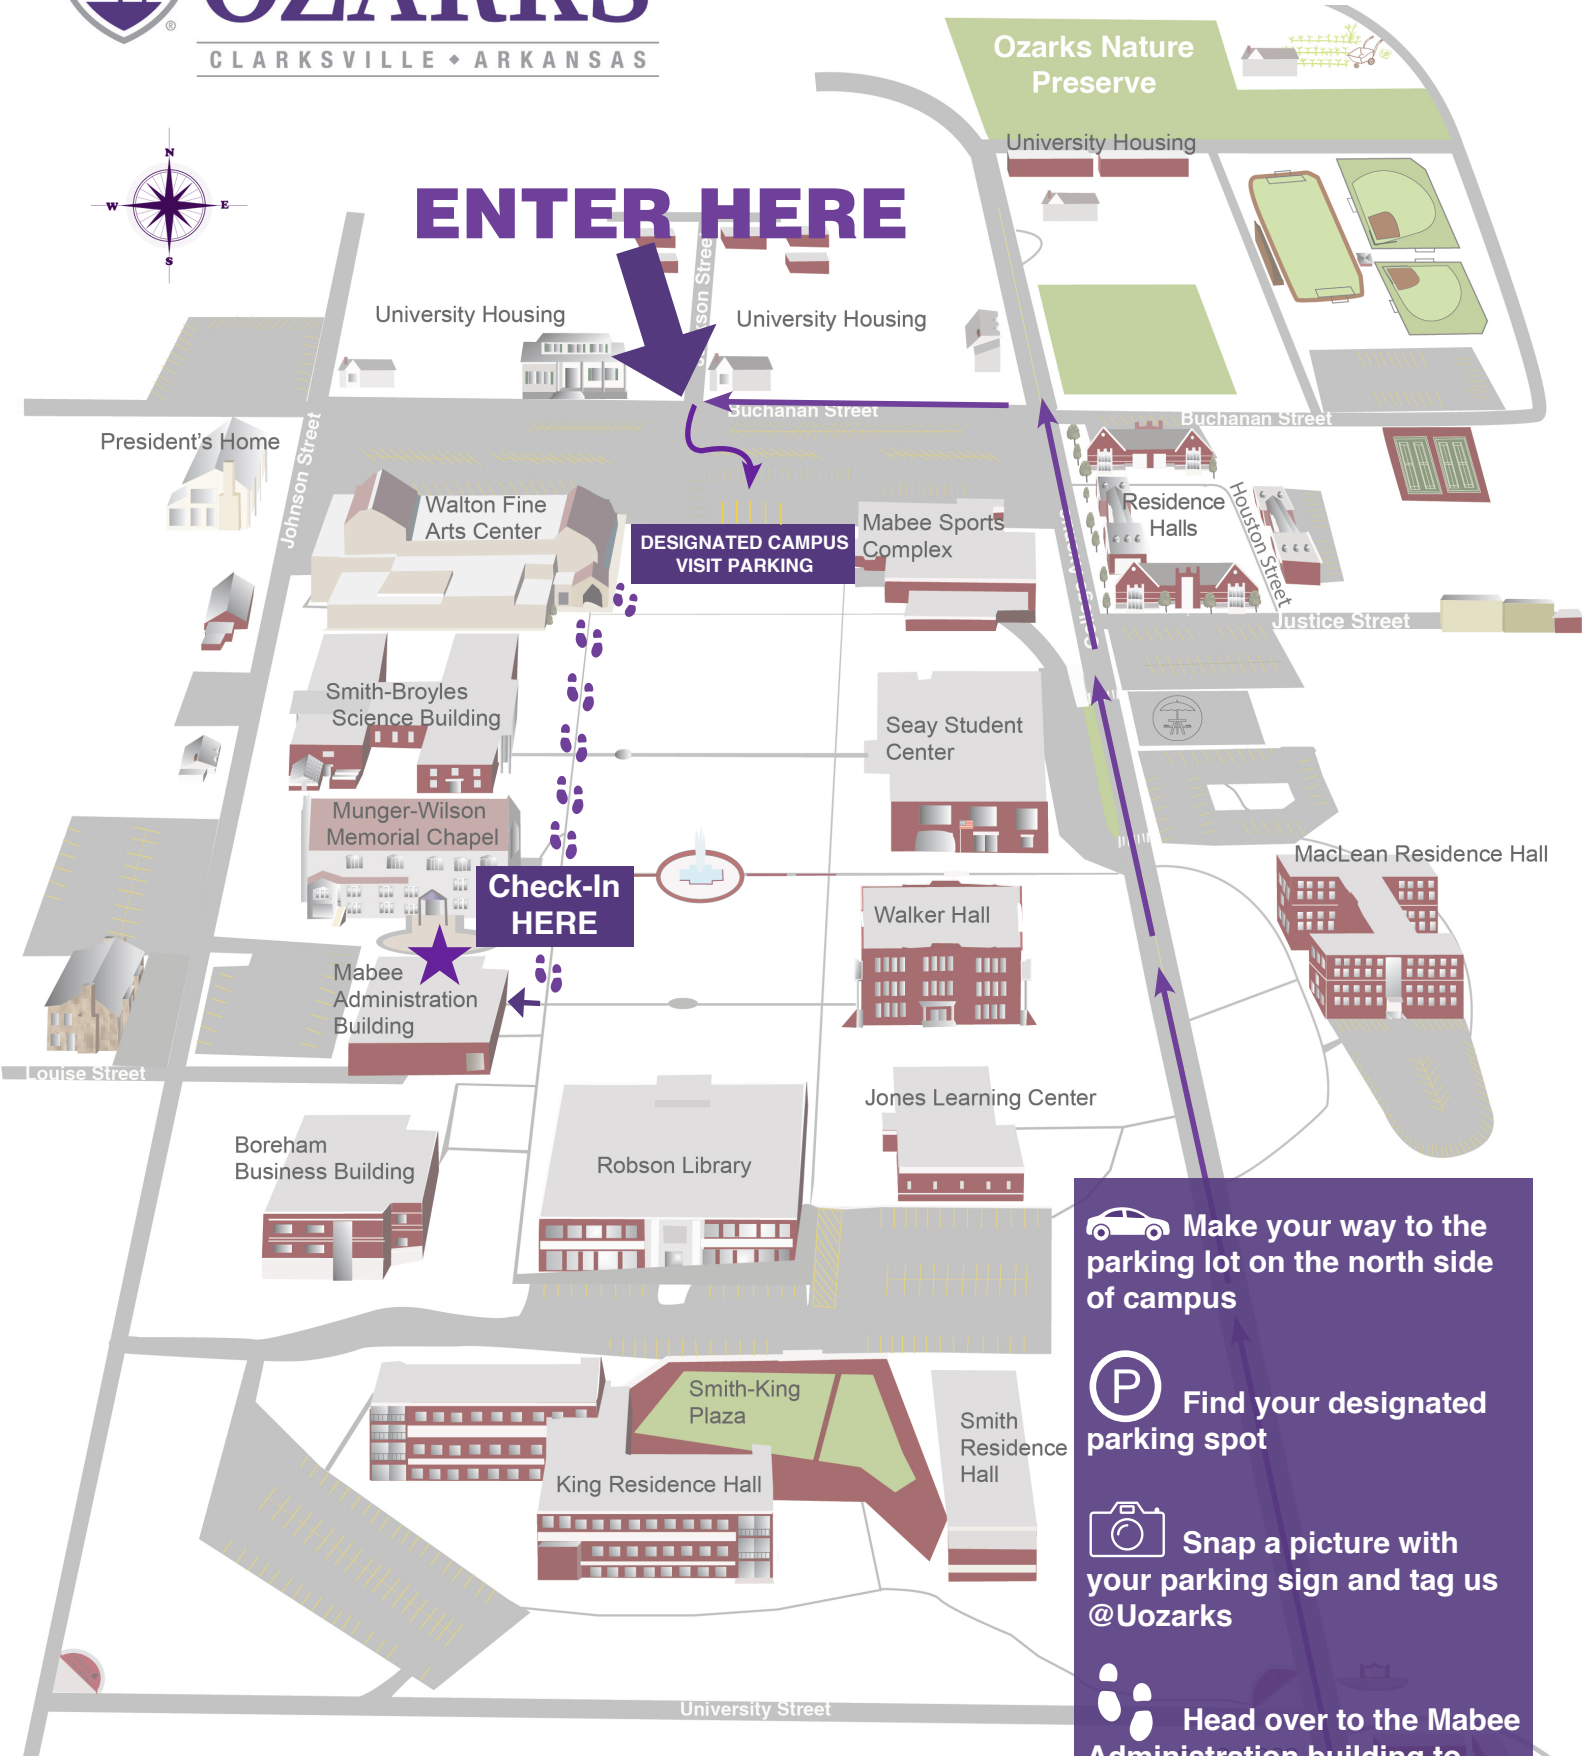 OZARKS
®
CLARKSVILLE • ARKANSAS
Ozarks Nature
Preserve
University Housing
N
W
E
S
ENTER HERE
University Housing
University Housing
Buchanan Street
Buchanan Street
President's Home
Johnson Street
Walton Fine
Arts Center
DESIGNATED CAMPUS
VISIT PARKING
Mabee Sports
Complex
Residence
Halls
Houston Street
Justice Street
Smith-Broyles
Science Building
Seay Student
Center
Munger-Wilson
Memorial Chapel
MacLean Residence Hall
Check-In
HERE
Walker Hall
Mabee
Administration
Building
Louise Street
Jones Learning Center
Boreham
Business Building
Robson Library
Make your way to the
parking lot on the north side
of campus
Smith-King
Plaza
P
Find your designated
parking spot
Smith
Residence
Hall
King Residence Hall
Snap a picture with
your parking sign and tag us
@Uozarks
University Street
Head over to the Mabee
Administration building to